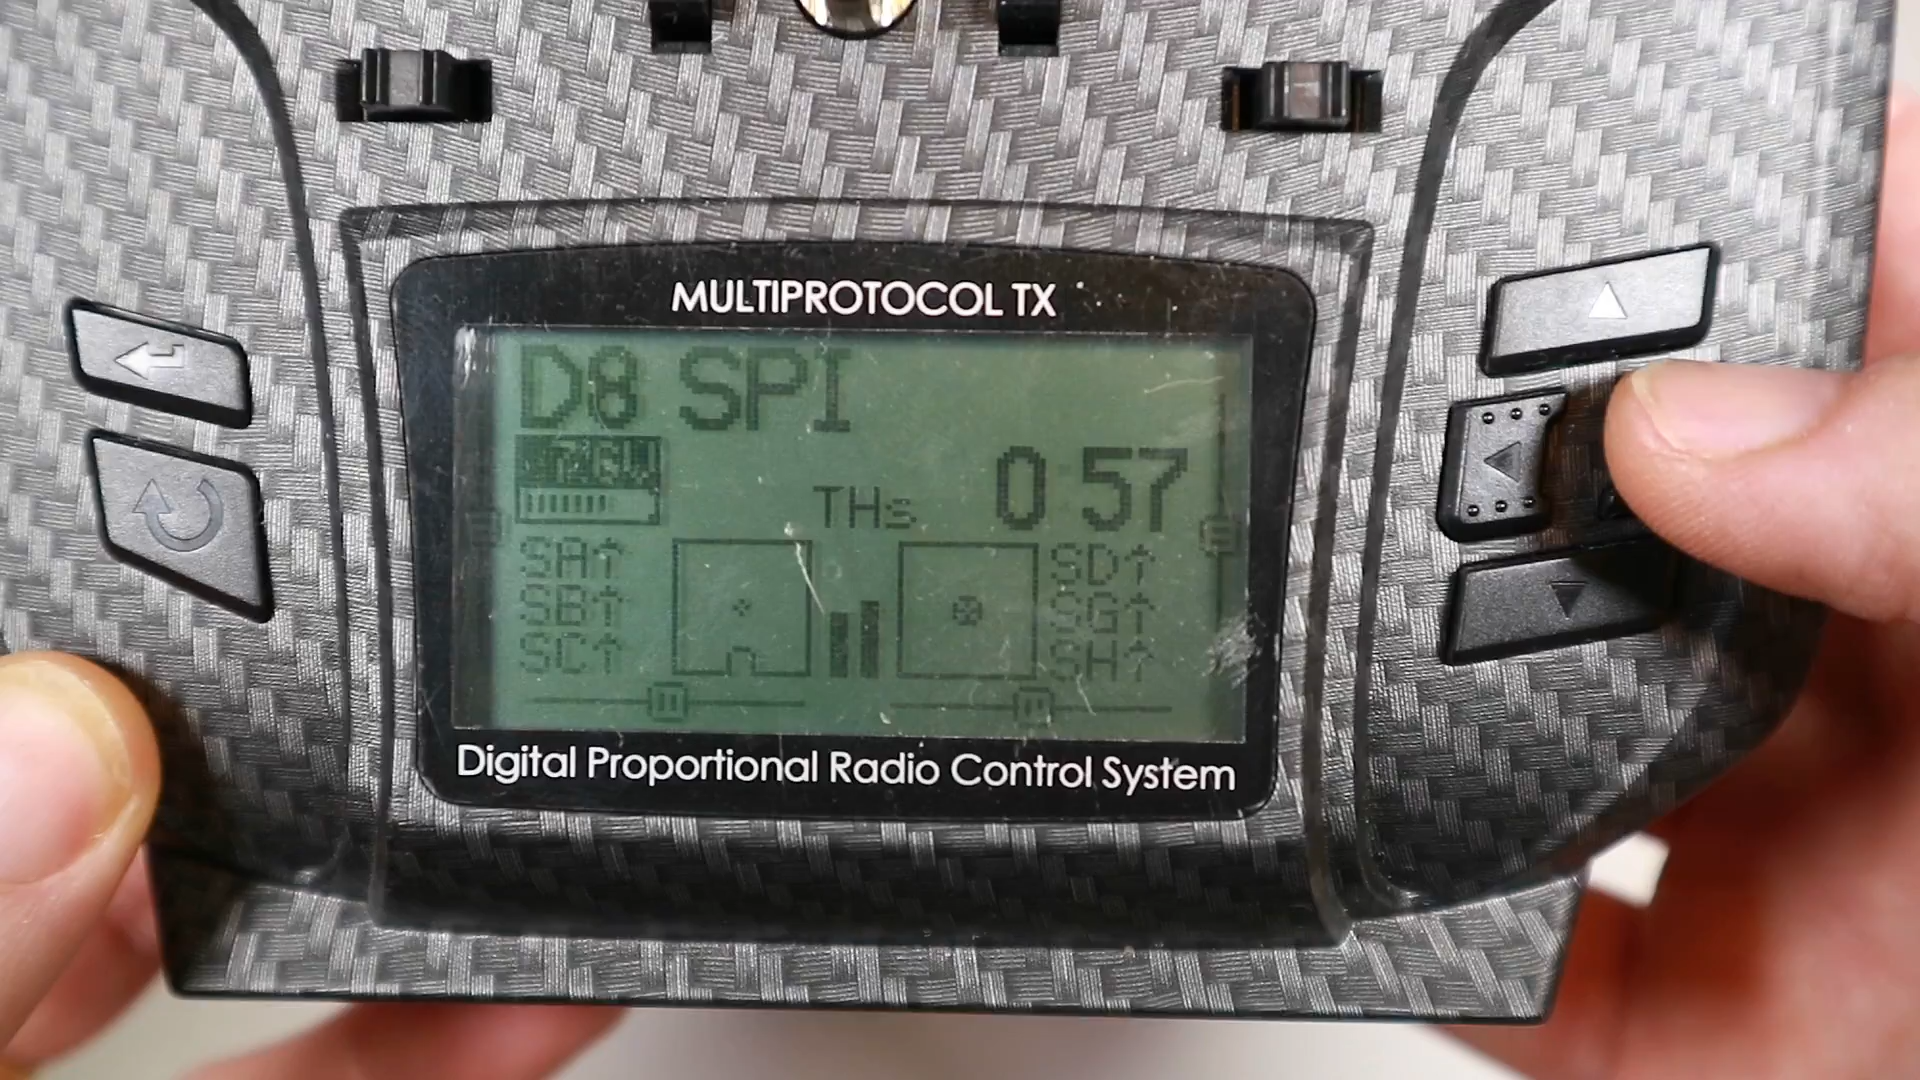 MULTIPROTOCOL TX
D8 SPI
THs 0:57
SA↑ SD↑
SB↑ SG↑
SC↑ SH↑
Digital Proportional Radio Control System